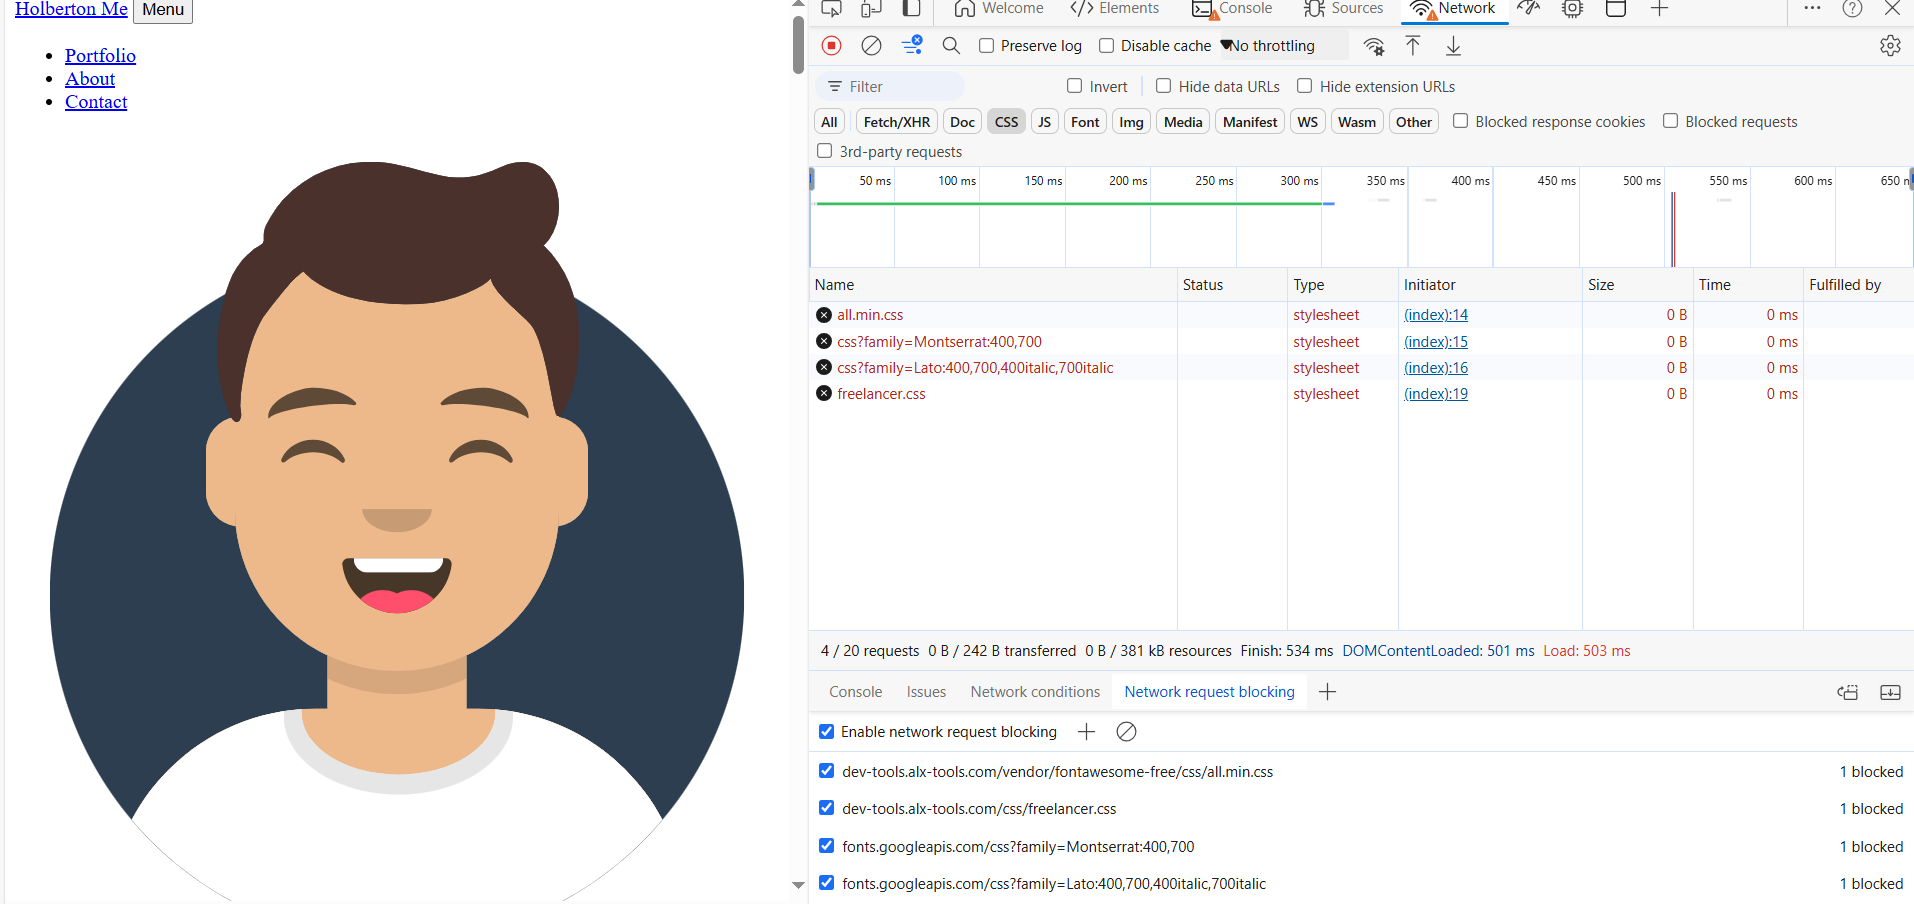 Holberton Me Menu
Portfolio
About
Contact
Welcome Elements Console Sources Network
Preserve log Disable cache No throttling
Filter Invert Hide data URLs Hide extension URLs
All Fetch/XHR Doc CSS JS Font Img Media Manifest WS Wasm Other Blocked response cookies Blocked requests
3rd-party requests
50 ms 100 ms 150 ms 200 ms 250 ms 300 ms 350 ms 400 ms 450 ms 500 ms 550 ms 600 ms 650
Name Status Type Initiator Size Time Fulfilled by
all.min.css stylesheet (index):14 0 B 0 ms
css?family=Montserrat:400,700 stylesheet (index):15 0 B 0 ms
css?family=Lato:400,700,400italic,700italic stylesheet (index):16 0 B 0 ms
freelancer.css stylesheet (index):19 0 B 0 ms
4 / 20 requests 0 B / 242 B transferred 0 B / 381 kB resources Finish: 534 ms DOMContentLoaded: 501 ms Load: 503 ms
Console Issues Network conditions Network request blocking
Enable network request blocking
dev-tools.alx-tools.com/vendor/fontawesome-free/css/all.min.css 1 blocked
dev-tools.alx-tools.com/css/freelancer.css 1 blocked
fonts.googleapis.com/css?family=Montserrat:400,700 1 blocked
fonts.googleapis.com/css?family=Lato:400,700,400italic,700italic 1 blocked